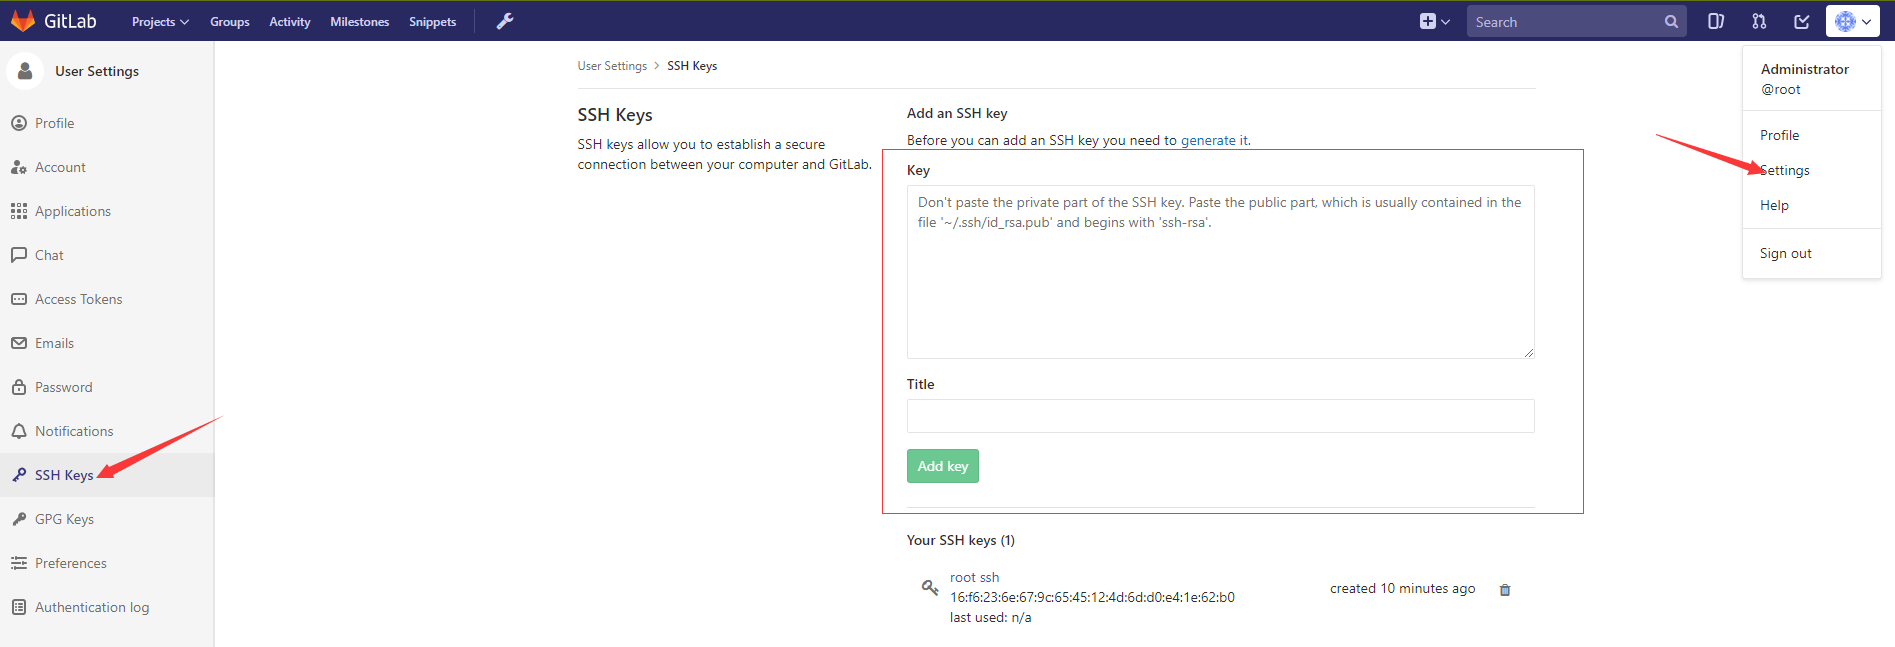 GitLab Projects Groups Activity Milestones Snippets Search
User Settings
Profile
Account
Applications
Chat
Access Tokens
Emails
Password
Notifications
SSH Keys
GPG Keys
Preferences
Authentication log
User Settings > SSH Keys
SSH Keys
SSH keys allow you to establish a secure
connection between your computer and GitLab.
Add an SSH key
Before you can add an SSH key you need to generate it.
Key
Don't paste the private part of the SSH key. Paste the public part, which is usually contained in the
file '~/.ssh/id_rsa.pub' and begins with 'ssh-rsa'.
Title
Add key
Your SSH keys (1)
root ssh
16:f6:23:6e:67:9c:65:45:12:4d:6d:d0:e4:1e:62:b0
last used: n/a
created 10 minutes ago
Administrator
@root
Profile
Settings
Help
Sign out